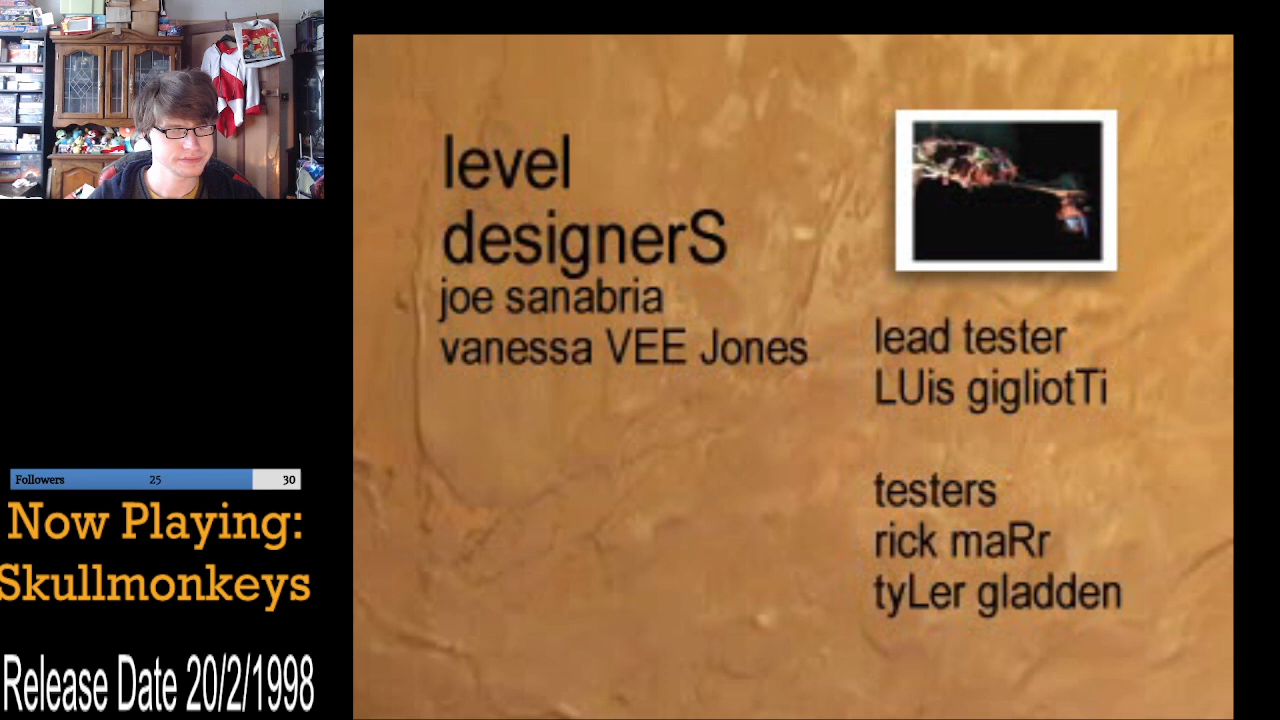 level
designerS
joe sanabria
vanessa VEE Jones
lead tester
LUis gigliotTi
testers
rick maRr
tyLer gladden
Followers 25 30
Now Playing:
Skullmonkeys
Release Date 20/2/1998